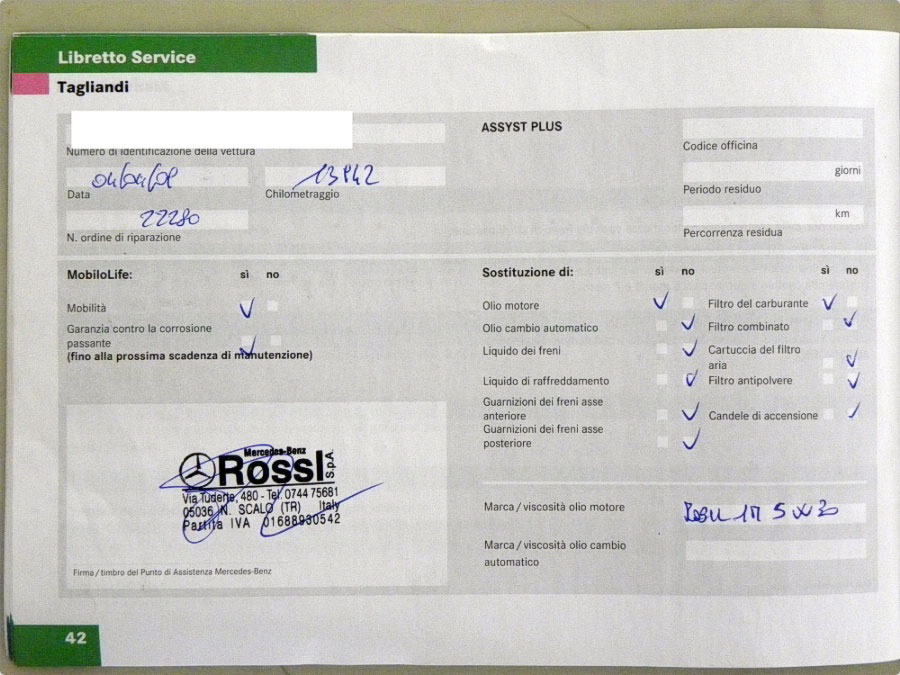 Libretto Service
Tagliandi
Numero di identificazione della vettura
Data
Chilometraggio
22280
N. ordine di riparazione
ASSYST PLUS
Codice officina
giorni
Periodo residuo
km
Percorrenza residua
MobiloLife: sì no
Mobilità
Garanzia contro la corrosione
passante
(fino alla prossima scadenza di manutenzione)
Mercedes-Benz
Rossi S.p.A.
Via Tuderte, 480 - Tel. 0744 75681
05036 N. SCALO (TR) Italy
Partita IVA 01688930542
Firma / timbro del Punto di Assistenza Mercedes-Benz
Sostituzione di: sì no sì no
Olio motore
Olio cambio automatico
Liquido dei freni
Liquido di raffreddamento
Guarnizioni dei freni asse
anteriore
Guarnizioni dei freni asse
posteriore
Filtro del carburante
Filtro combinato
Cartuccia del filtro
aria
Filtro antipolvere
Candele di accensione
Marca / viscosità olio motore
5 W 30
Marca / viscosità olio cambio
automatico
42